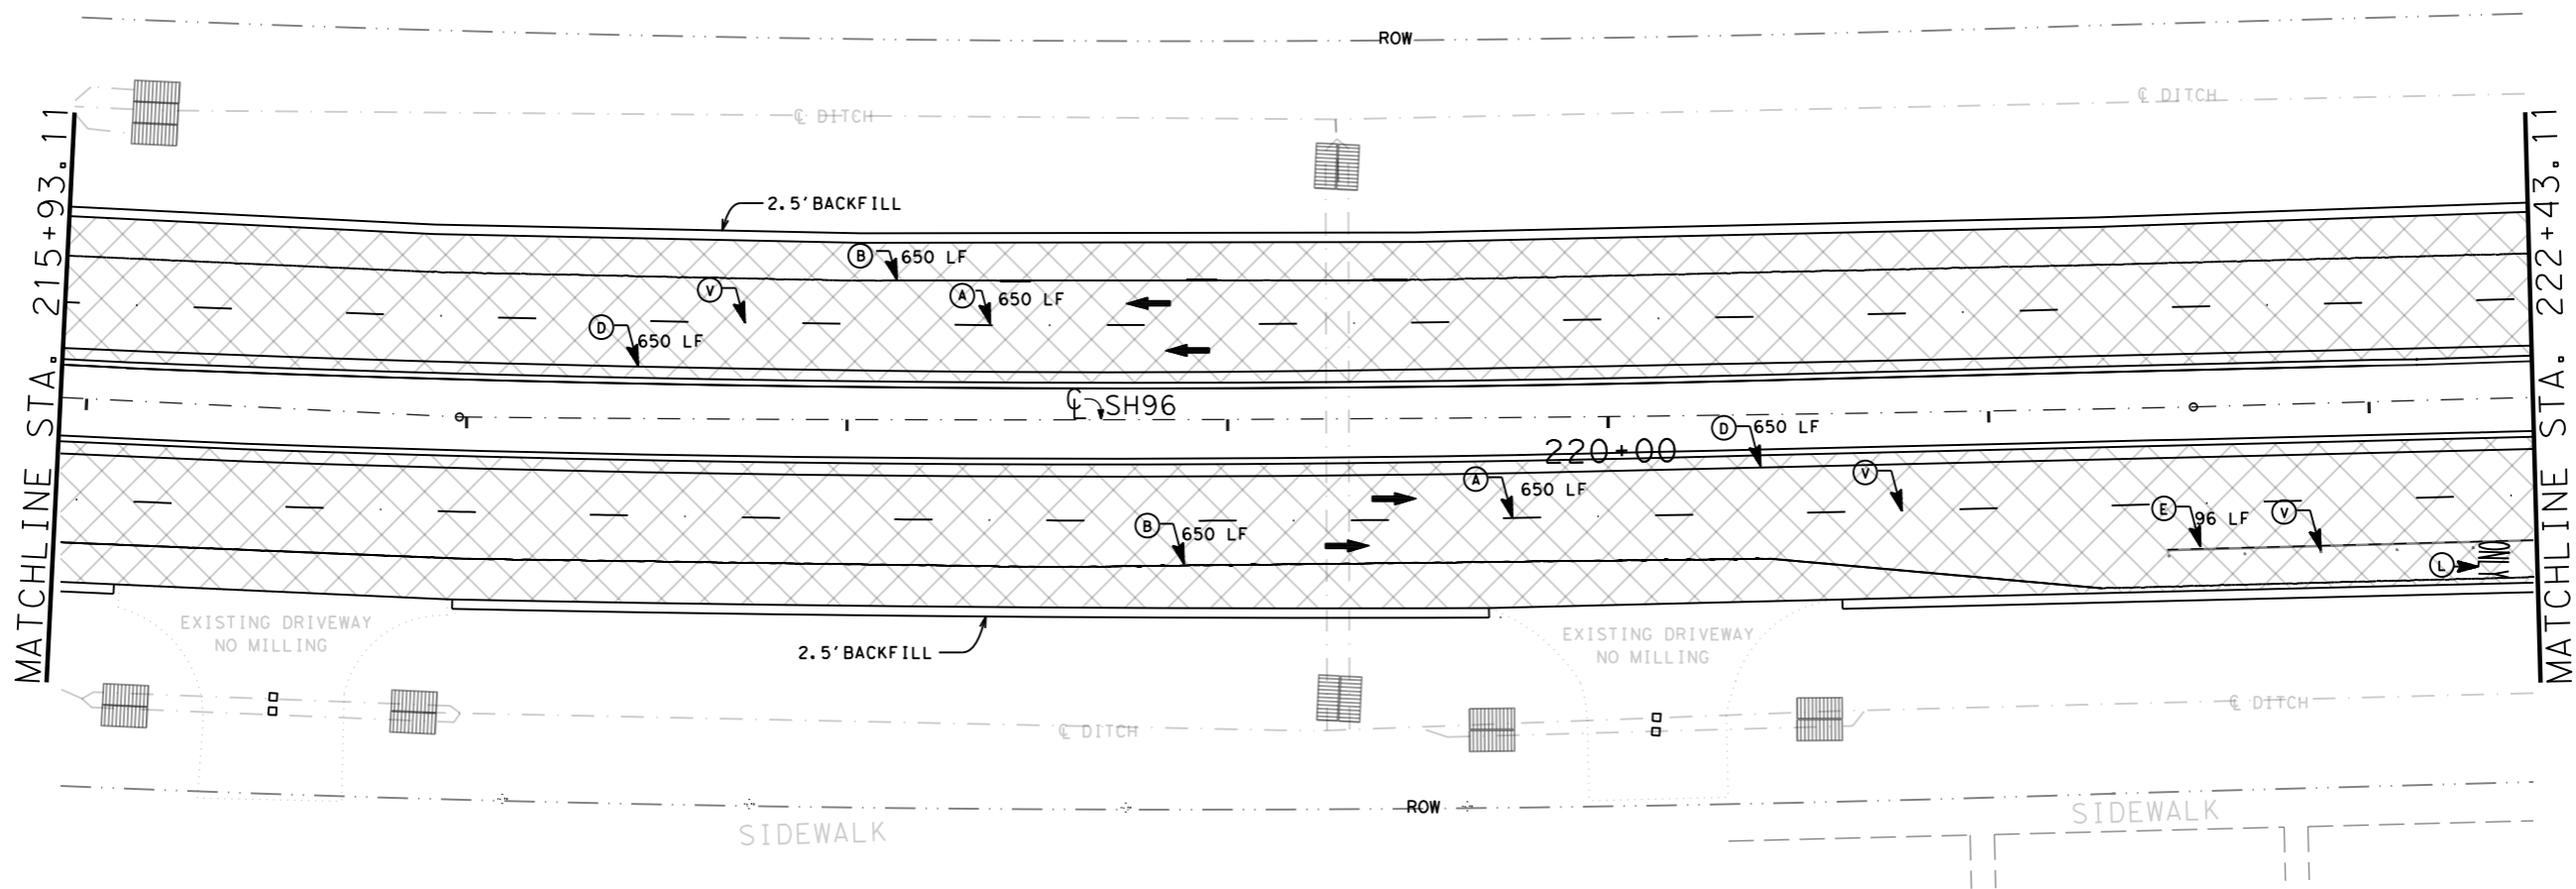 ROW
℄ DITCH
℄ DITCH
MATCHLINE STA. 215+93.11
MATCHLINE STA. 222+43.11
2.5'BACKFILL
B 650 LF
V
A 650 LF
D 650 LF
℄ SH96
220+00
D 650 LF
A 650 LF
V
B 650 LF
E 96 LF
V
L
EXISTING DRIVEWAY
NO MILLING
2.5'BACKFILL
EXISTING DRIVEWAY
NO MILLING
℄ DITCH
℄ DITCH
ROW
SIDEWALK
SIDEWALK